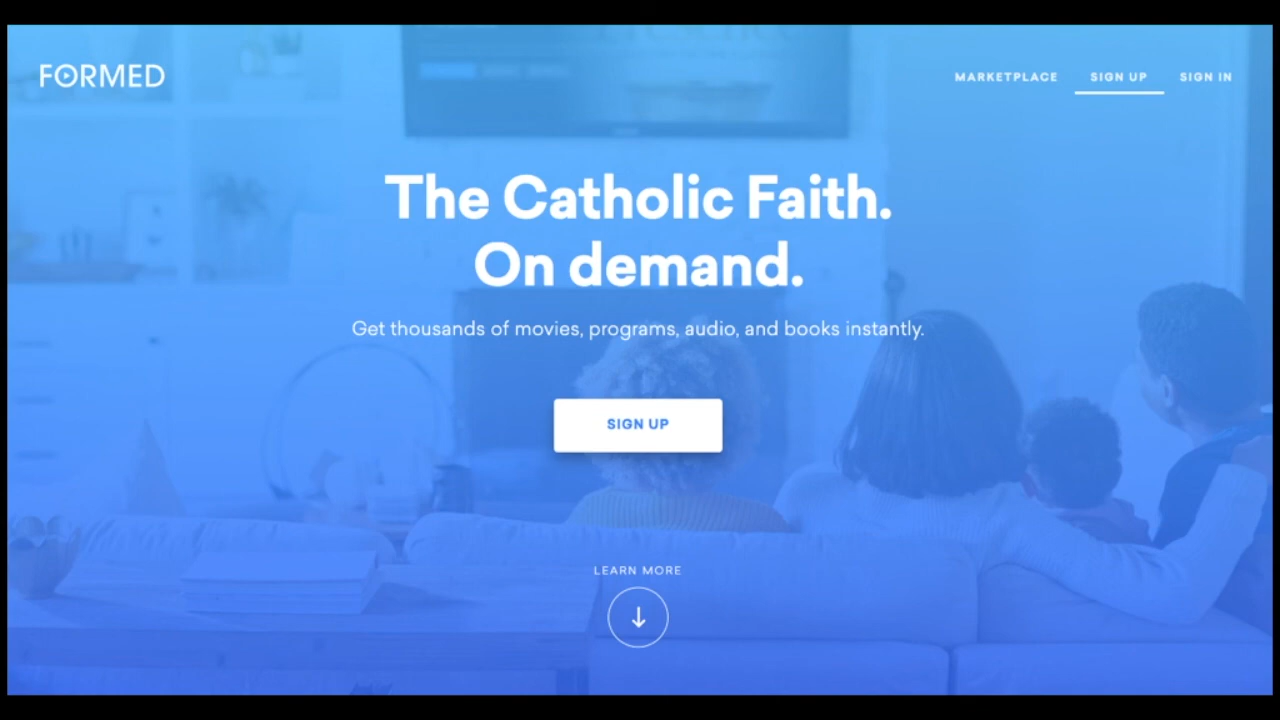 FORMED
MARKETPLACE
SIGN UP
SIGN IN
The Catholic Faith.
On demand.
Get thousands of movies, programs, audio, and books instantly.
SIGN UP
LEARN MORE